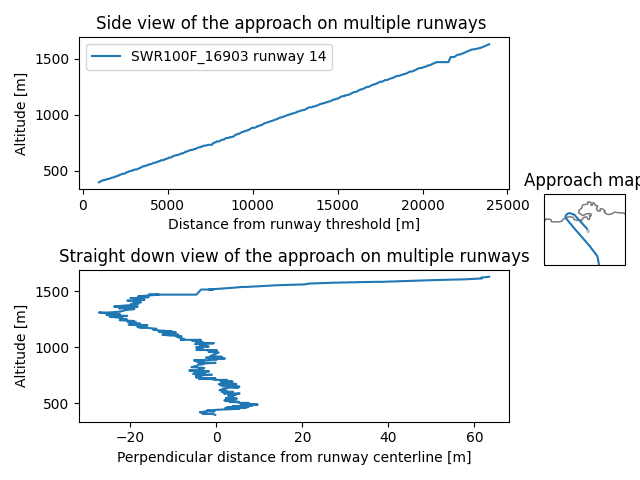 Side view of the approach on multiple runways
SWR100F_16903 runway 14
Altitude [m]
1500
1000
500
0
5000
10000
15000
20000
25000
Distance from runway threshold [m]
Approach map
Straight down view of the approach on multiple runways
Altitude [m]
1500
1000
500
−20
0
20
40
60
Perpendicular distance from runway centerline [m]